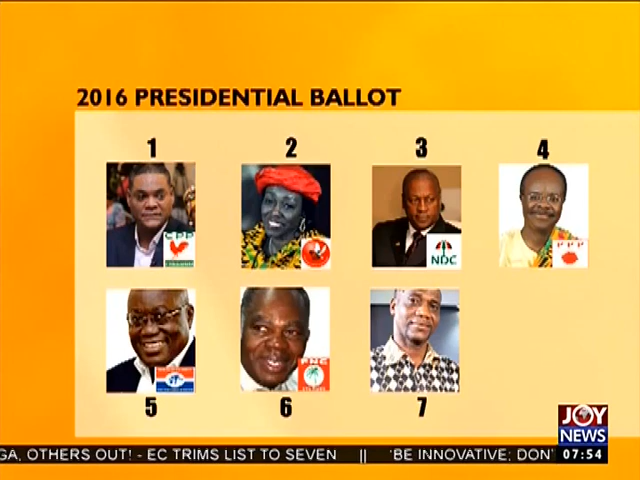 2016 PRESIDENTIAL BALLOT
1 2 3 4
CPP
NDC
PPP
PNC
5 6 7
JOY
NEWS
GA, OTHERS OUT! - EC TRIMS LIST TO SEVEN || 'BE INNOVATIVE; DON' 07:54